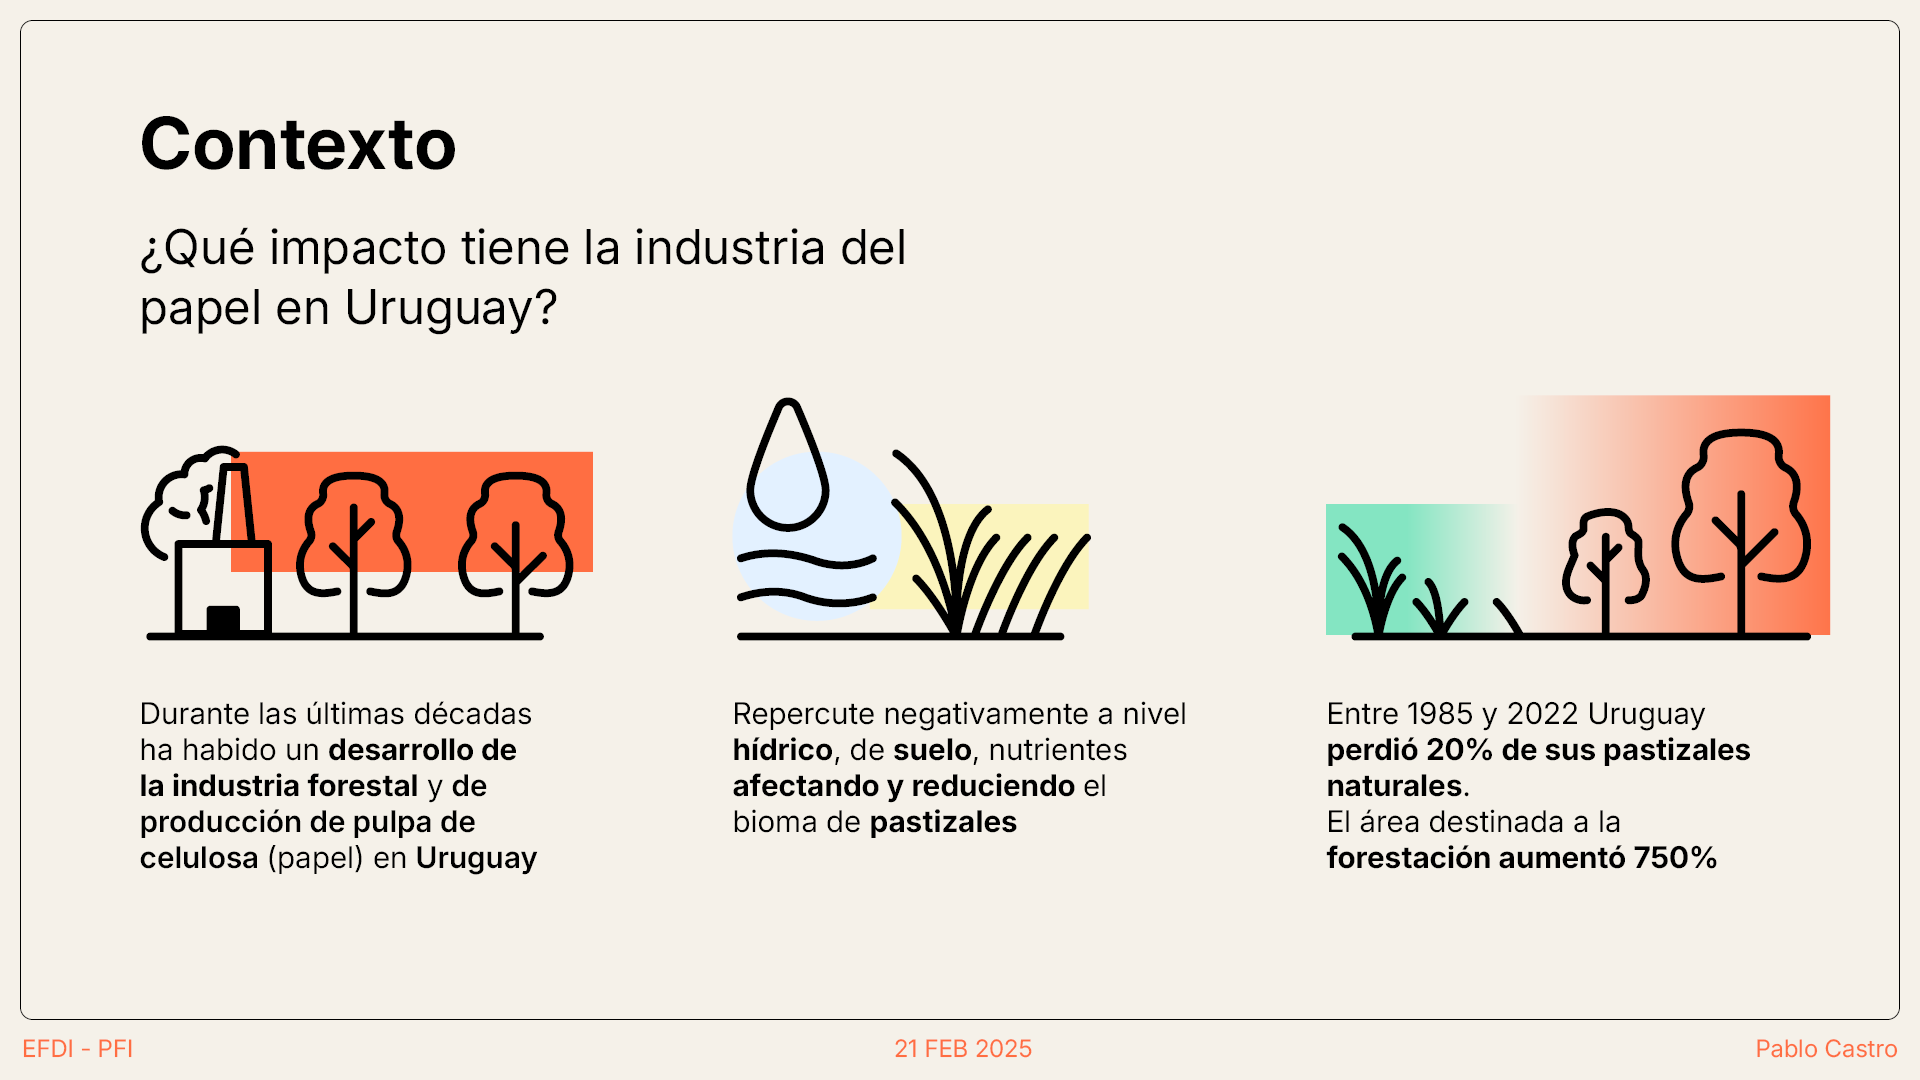 Contexto
¿Qué impacto tiene la industria del
papel en Uruguay?
Durante las últimas décadas
ha habido un desarrollo de
la industria forestal y de
producción de pulpa de
celulosa (papel) en Uruguay
Repercute negativamente a nivel
hídrico, de suelo, nutrientes
afectando y reduciendo el
bioma de pastizales
Entre 1985 y 2022 Uruguay
perdió 20% de sus pastizales
naturales.
El área destinada a la
forestación aumentó 750%
EFDI - PFI
21 FEB 2025
Pablo Castro